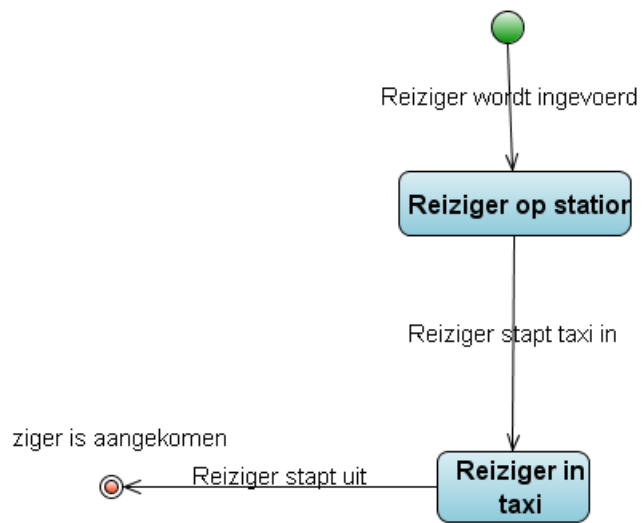 Reiziger wordt ingevoerd
Reiziger op station
Reiziger stapt taxi in
ziger is aangekomen
Reiziger stapt uit
Reiziger in
taxi